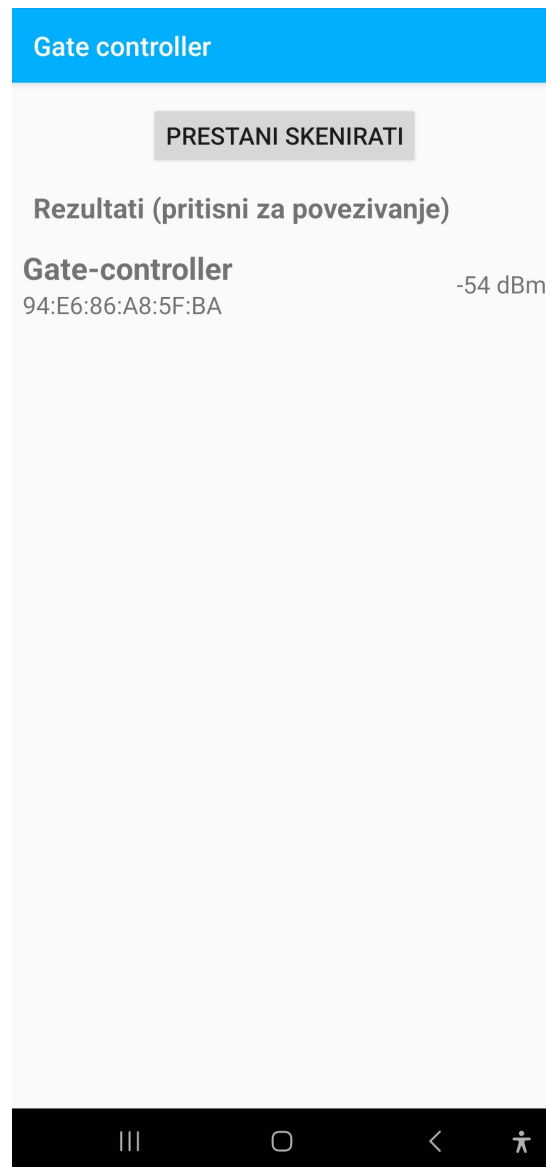 Gate controller
PRESTANI SKENIRATI
Rezultati (pritisni za povezivanje)
Gate-controller
-54 dBm
94:E6:86:A8:5F:BA